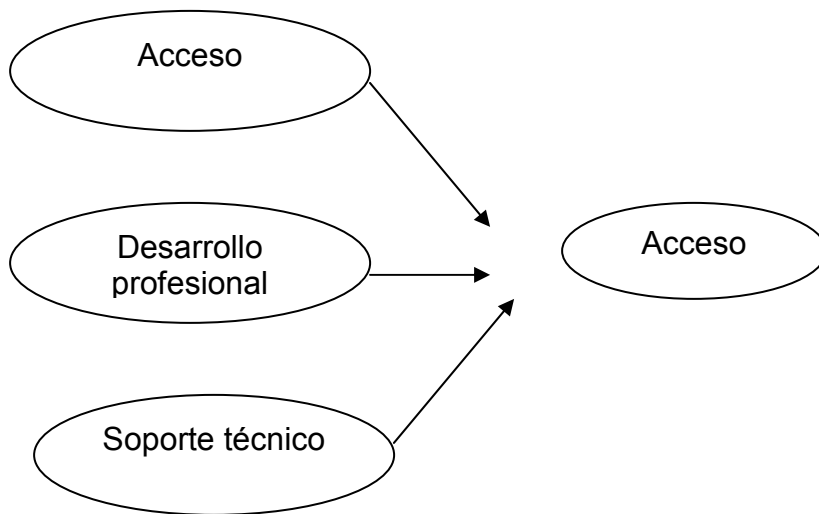 Acceso
Desarrollo
profesional
Acceso
Soporte técnico